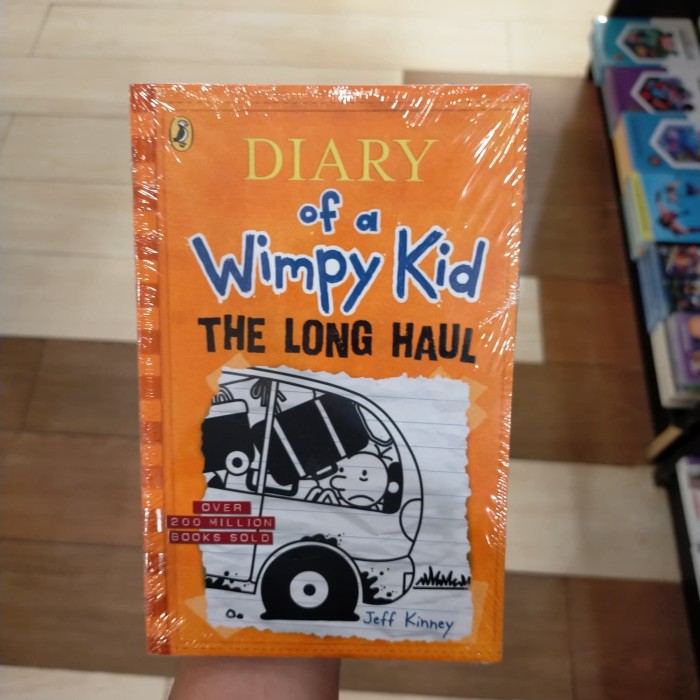 DIARY
of a
Wimpy Kid
THE LONG HAUL
OVER
200 MILLION
BOOKS SOLD
Jeff Kinney